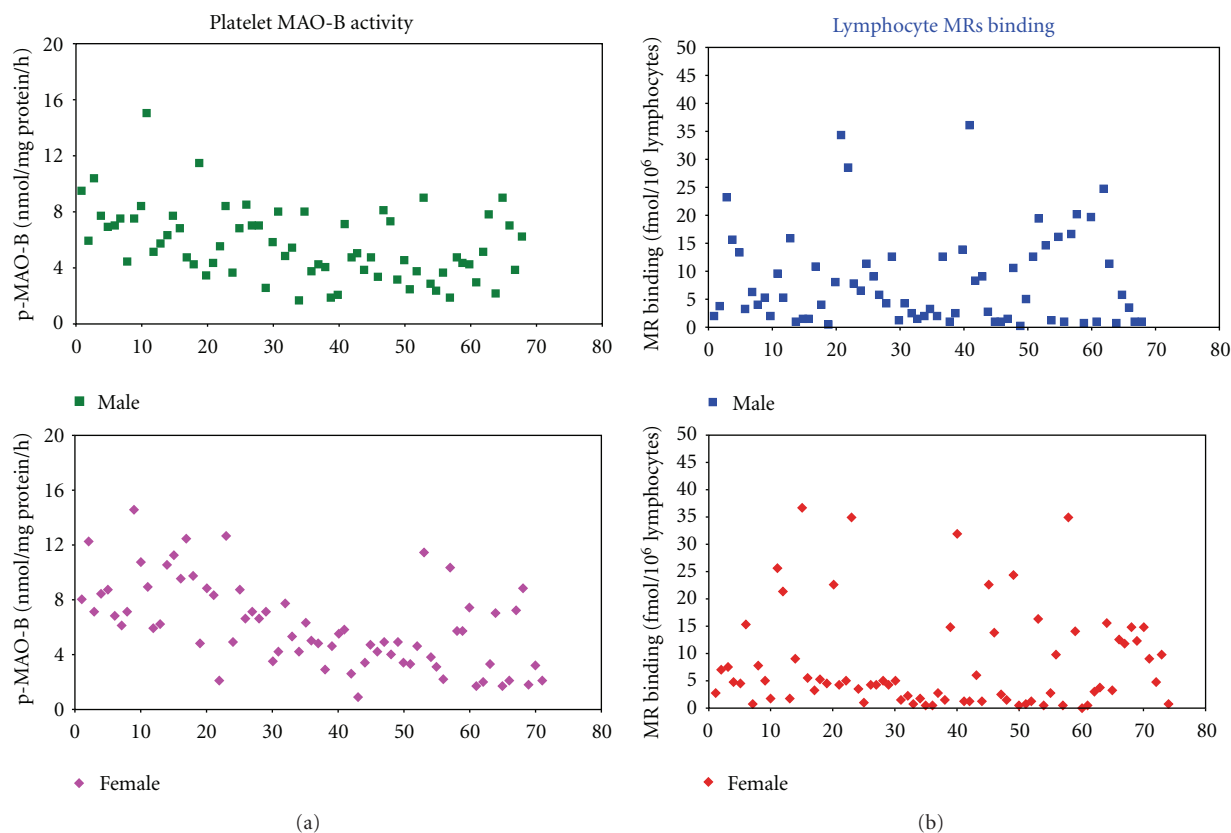 Platelet MAO-B activity
p-MAO-B (nmol/mg protein/h)
20
16
12
8
4
0
0 10 20 30 40 50 60 70 80
Male
p-MAO-B (nmol/mg protein/h)
20
16
12
8
4
0
0 10 20 30 40 50 60 70 80
Female
(a)
Lymphocyte MRs binding
MR binding (fmol/10⁶ lymphocytes)
50
45
40
35
30
25
20
15
10
5
0
0 10 20 30 40 50 60 70 80
Male
MR binding (fmol/10⁶ lymphocytes)
50
45
40
35
30
25
20
15
10
5
0
0 10 20 30 40 50 60 70 80
Female
(b)